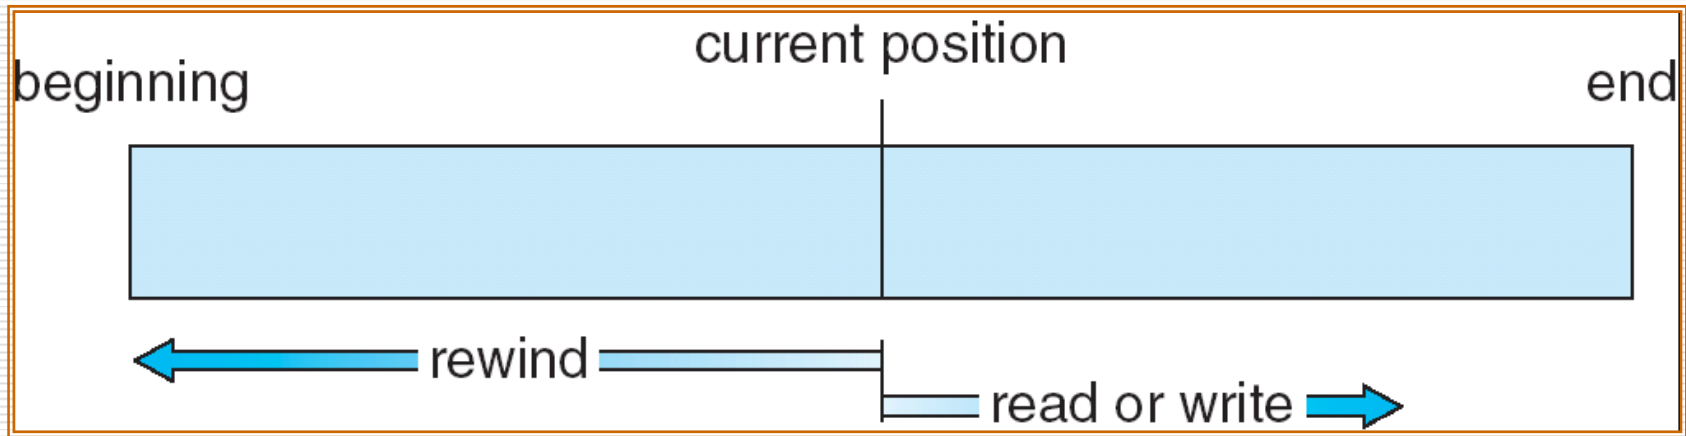 current position
beginning
end
rewind
read or write